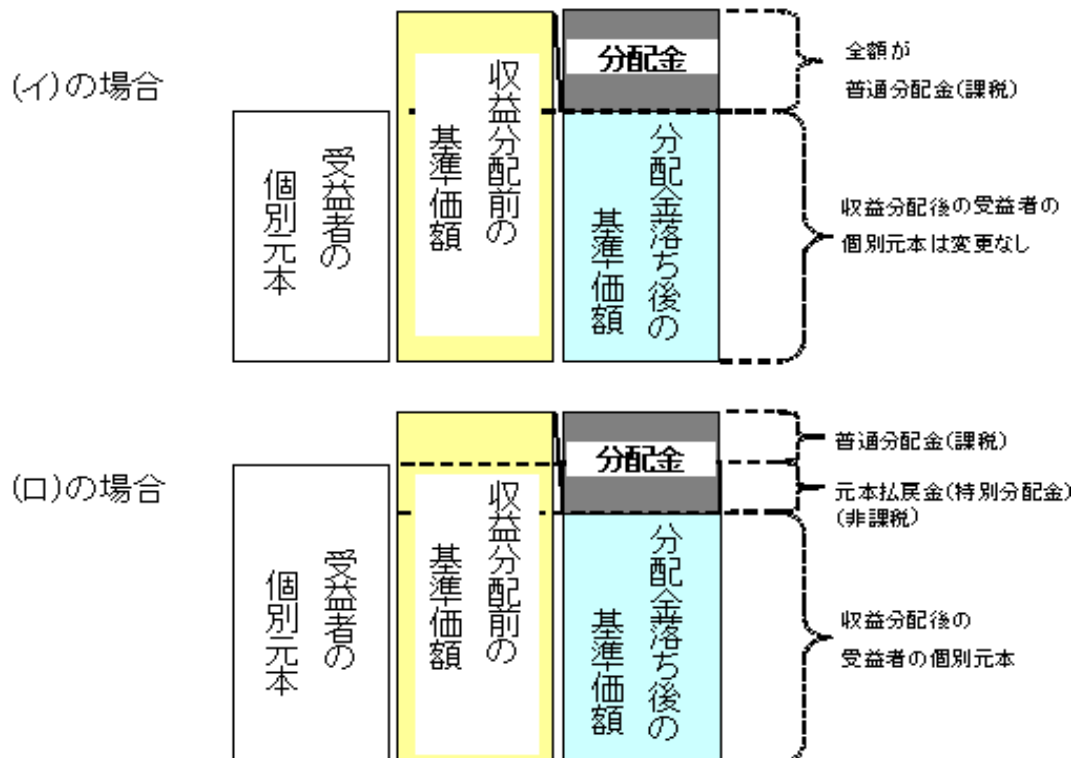 (イ)の場合
受益者の
個別元本
収益分配前の
基準価額
分配金
分配金落ち後の
基準価額
全額が
普通分配金(課税)
収益分配後の受益者の
個別元本は変更なし
(ロ)の場合
受益者の
個別元本
収益分配前の
基準価額
分配金
分配金落ち後の
基準価額
普通分配金(課税)
元本払戻金(特別分配金)
(非課税)
収益分配後の
受益者の個別元本